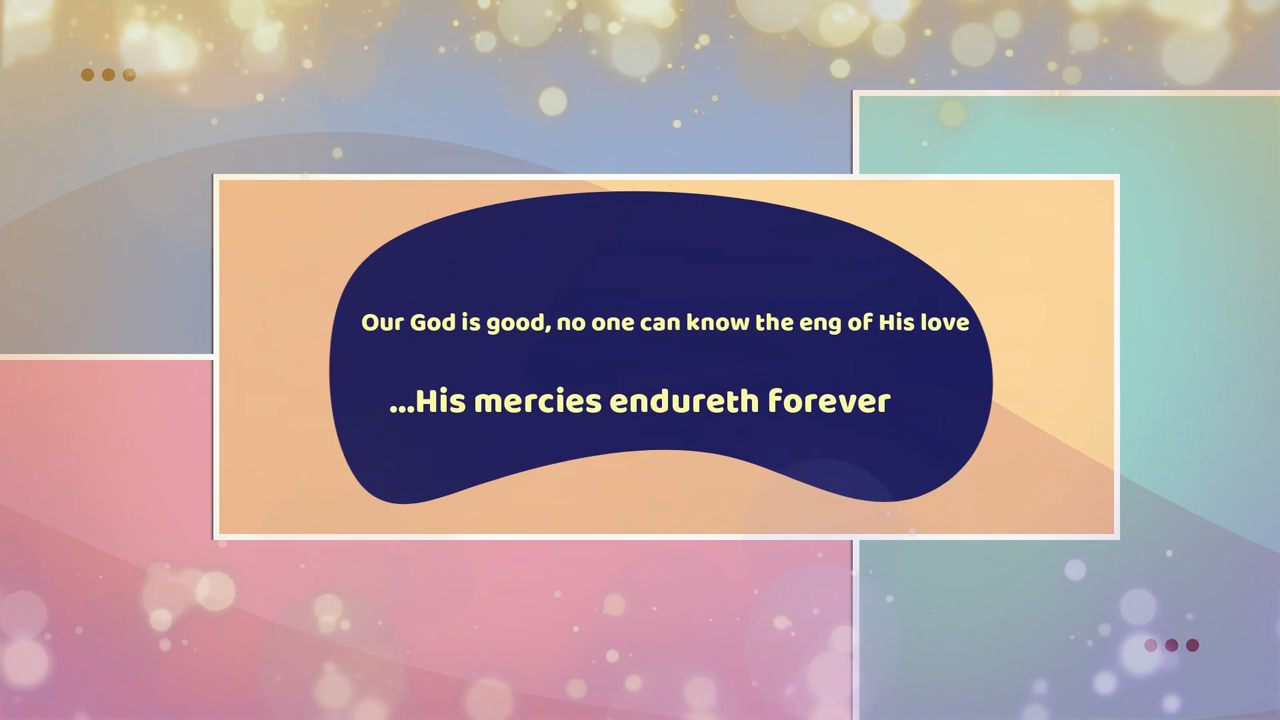 Our God is good, no one can know the eng of His love
...His mercies endureth forever